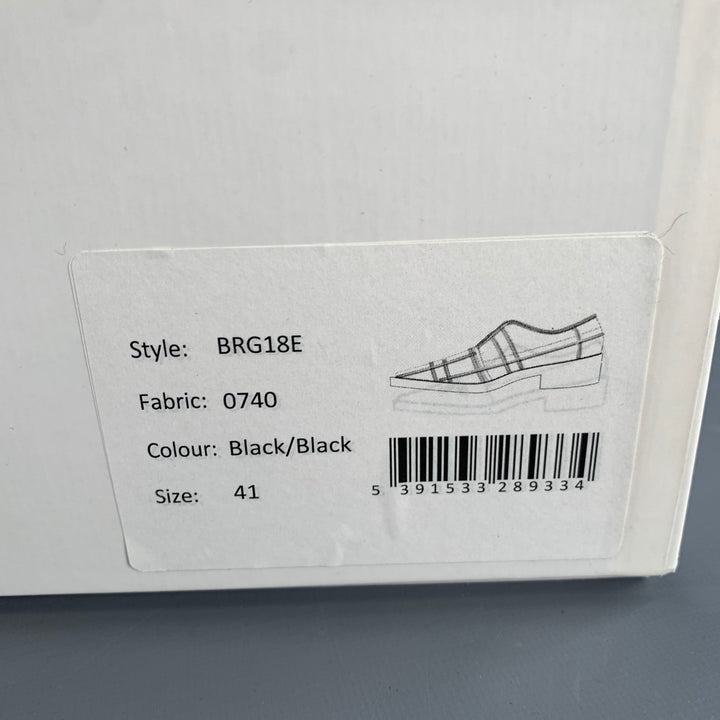 Style: BRG18E
Fabric: 0740
Colour: Black/Black
Size: 41
5 391533 289334